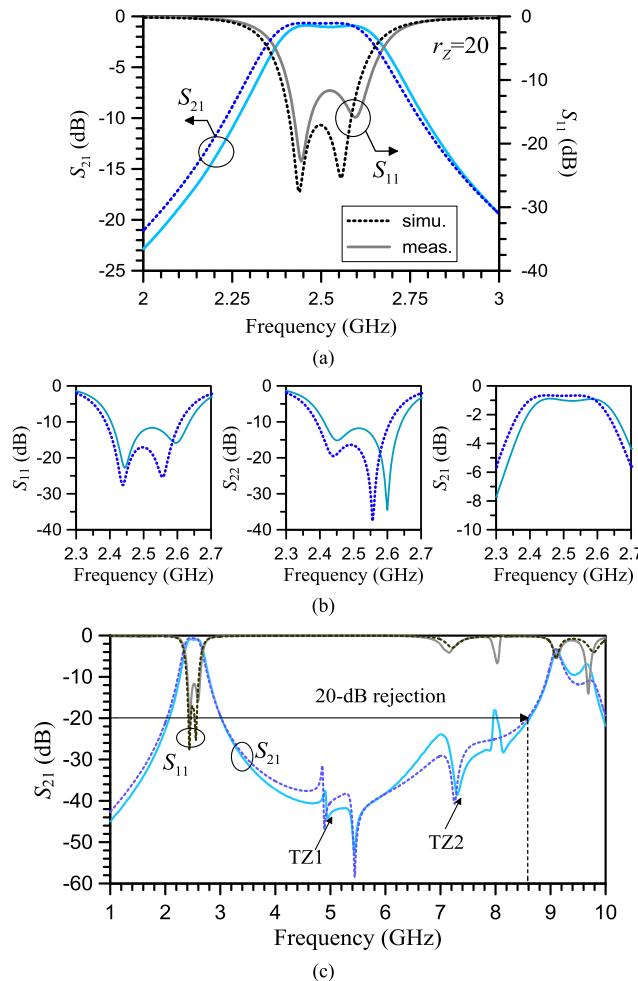 0
-5
-10
-15
-20
-25
S21 (dB)
0
-10
-20
-30
-40
S11 (dB)
rZ=20
S21
S11
simu.
meas.
2
2.25
2.5
2.75
3
Frequency (GHz)
(a)
0
-10
-20
-30
-40
S11 (dB)
2.3 2.4 2.5 2.6 2.7
Frequency (GHz)
0
-10
-20
-30
-40
S22 (dB)
2.3 2.4 2.5 2.6 2.7
Frequency (GHz)
0
-2
-4
-6
-8
-10
S21 (dB)
2.3 2.4 2.5 2.6 2.7
Frequency (GHz)
(b)
0
-10
-20
-30
-40
-50
-60
S21 (dB)
20-dB rejection
S11
S21
TZ1
TZ2
1 2 3 4 5 6 7 8 9 10
Frequency (GHz)
(c)